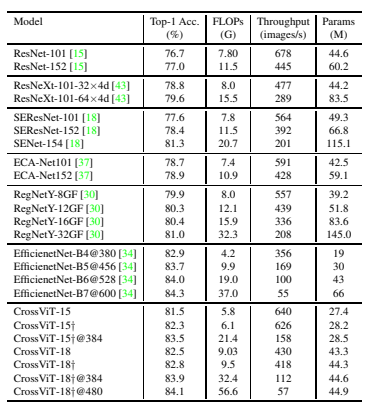 Model Top-1 Acc. FLOPs Throughput Params
(%) (G) (images/s) (M)
ResNet-101 [15] 76.7 7.80 678 44.6
ResNet-152 [15] 77.0 11.5 445 60.2
ResNeXt-101-32×4d [43] 78.8 8.0 477 44.2
ResNeXt-101-64×4d [43] 79.6 15.5 289 83.5
SEResNet-101 [18] 77.6 7.8 564 49.3
SEResNet-152 [18] 78.4 11.5 392 66.8
SENet-154 [18] 81.3 20.7 201 115.1
ECA-Net101 [37] 78.7 7.4 591 42.5
ECA-Net152 [37] 78.9 10.9 428 59.1
RegNetY-8GF [30] 79.9 8.0 557 39.2
RegNetY-12GF [30] 80.3 12.1 439 51.8
RegNetY-16GF [30] 80.4 15.9 336 83.6
RegNetY-32GF [30] 81.0 32.3 208 145.0
EfficienetNet-B4@380 [34] 82.9 4.2 356 19
EfficienetNet-B5@456 [34] 83.7 9.9 169 30
EfficienetNet-B6@528 [34] 84.0 19.0 100 43
EfficienetNet-B7@600 [34] 84.3 37.0 55 66
CrossViT-15 81.5 5.8 640 27.4
CrossViT-15† 82.3 6.1 626 28.2
CrossViT-15†@384 83.5 21.4 158 28.5
CrossViT-18 82.5 9.03 430 43.3
CrossViT-18† 82.8 9.5 418 44.3
CrossViT-18†@384 83.9 32.4 112 44.6
CrossViT-18†@480 84.1 56.6 57 44.9